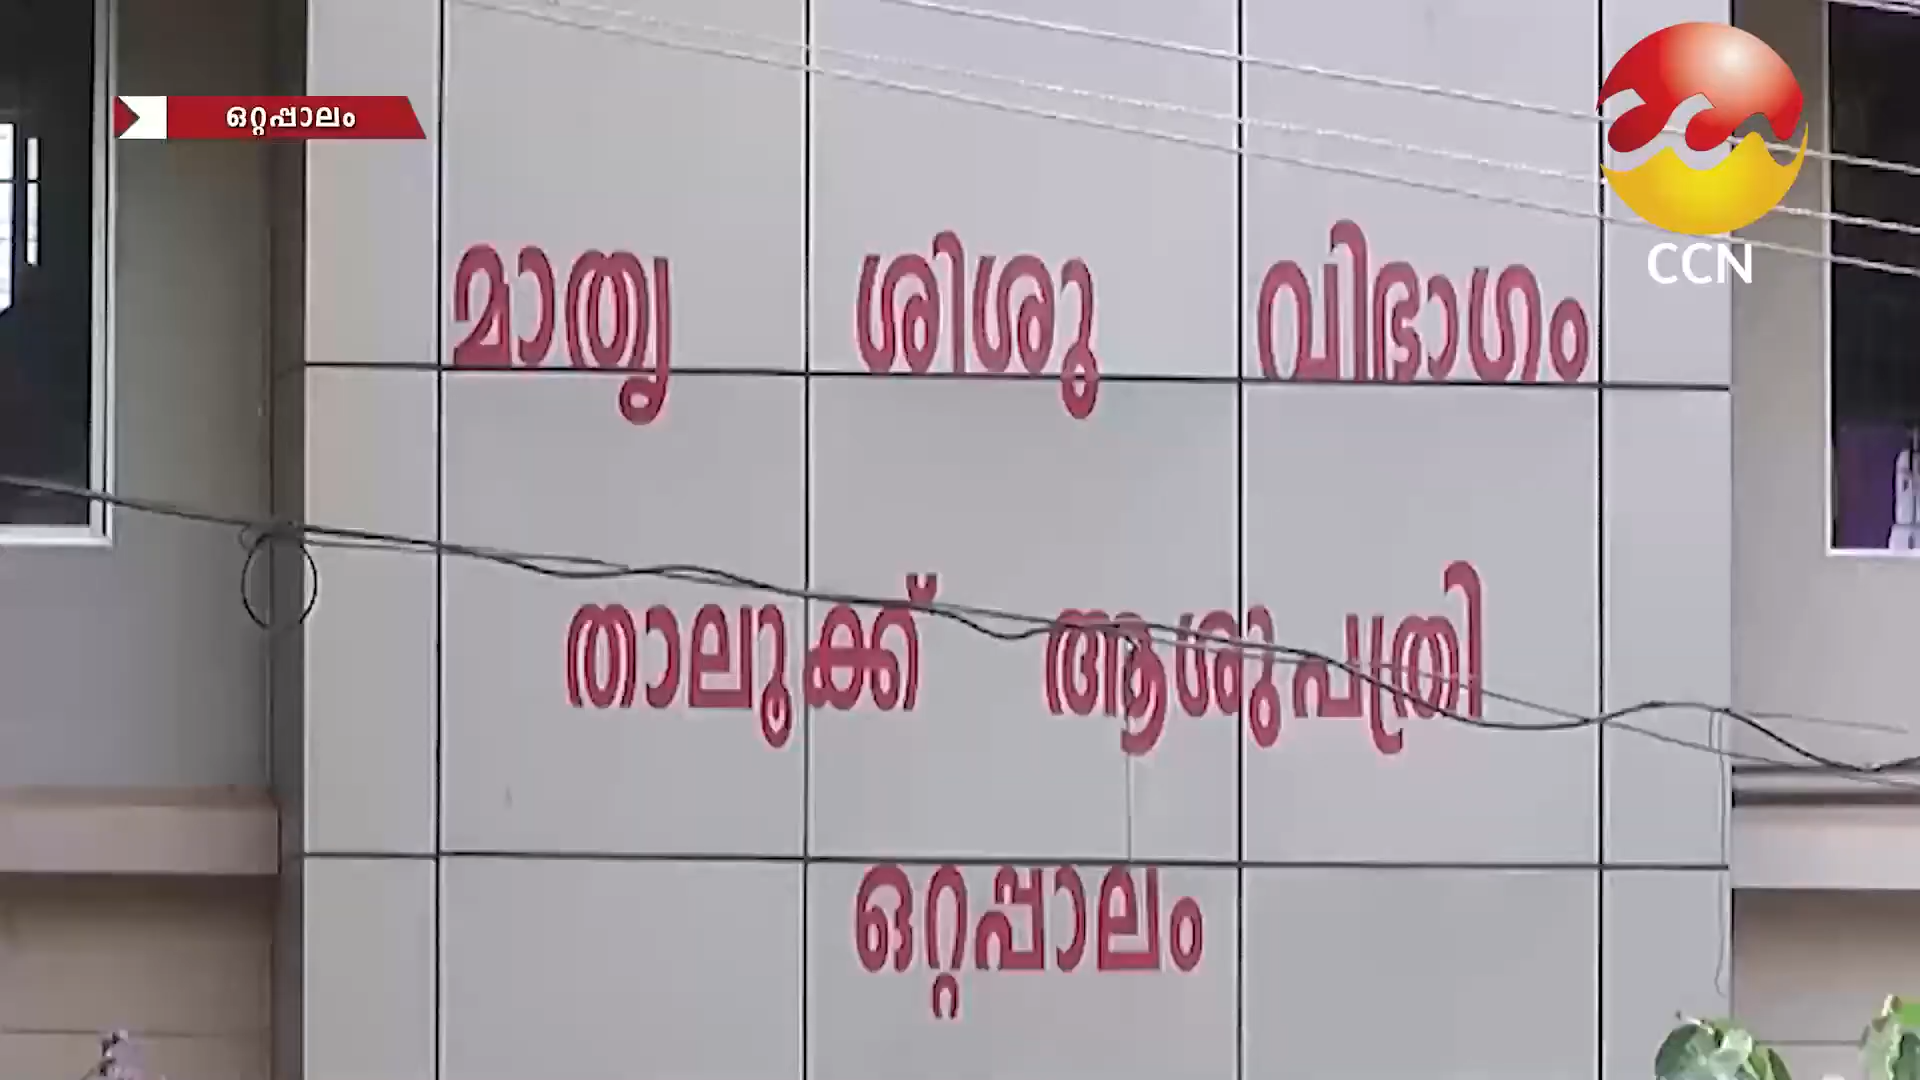 ഒറ്റപ്പാലം
CCN
മാതൃ ശിശു വിഭാഗം
താലൂക്ക് ആശുപത്രി
ഒറ്റപ്പാലം